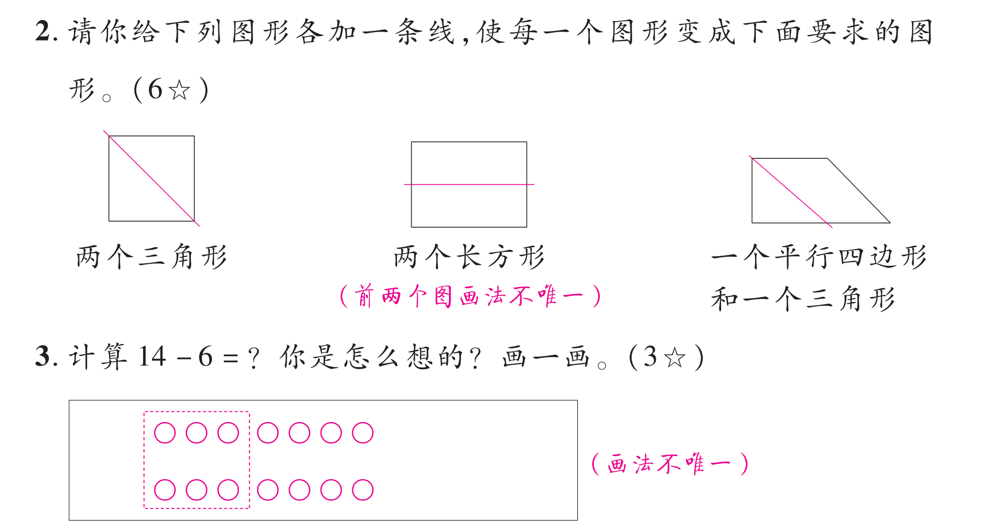 2. 请你给下列图形各加一条线,使每一个图形变成下面要求的图
形。(6☆)
两个三角形
两个长方形
一个平行四边形
和一个三角形
(前两个图画法不唯一)
3. 计算 14 - 6 = ? 你是怎么想的? 画一画。(3☆)
(画法不唯一)